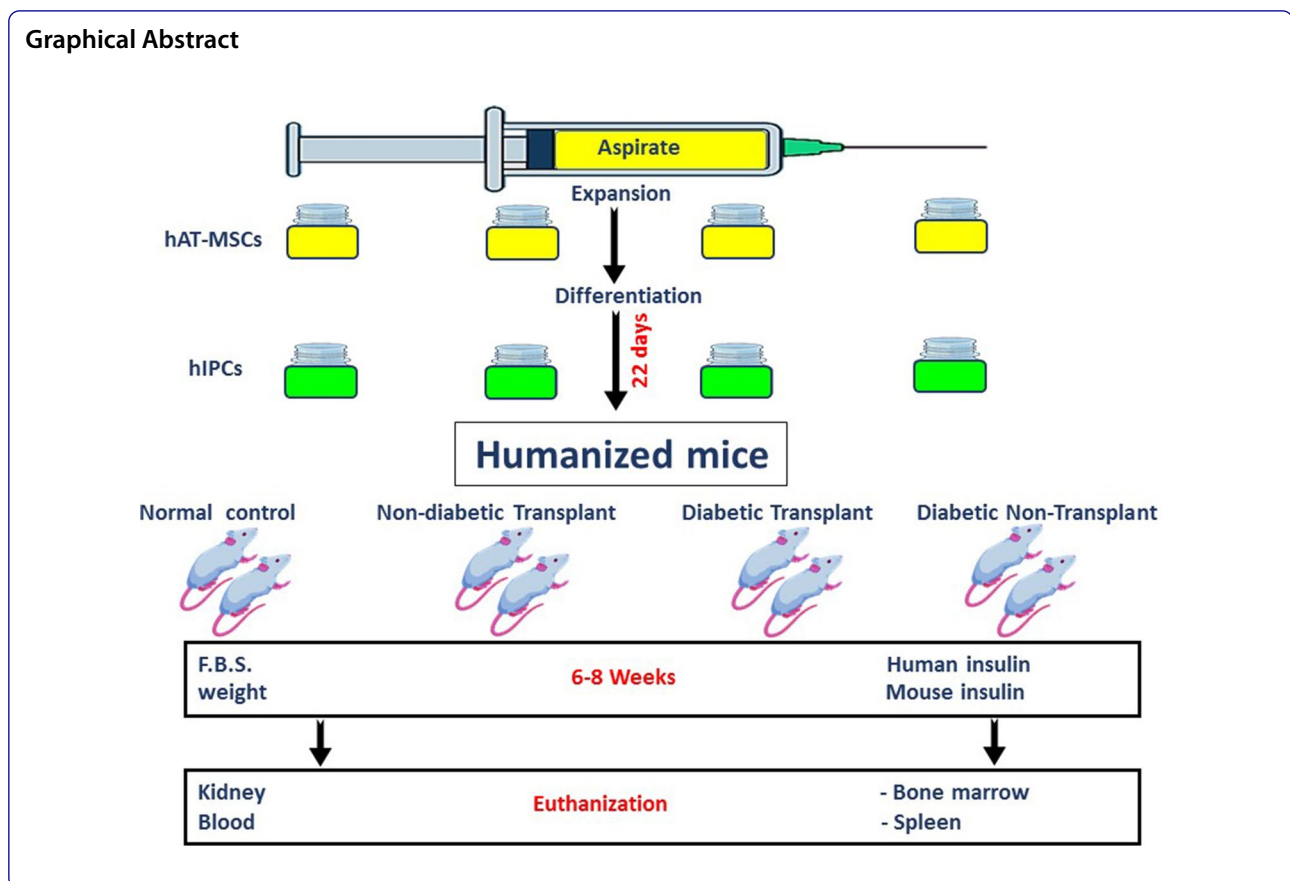 Graphical Abstract
Aspirate
Expansion
hAT-MSCs
Differentiation
22 days
hIPCs
Humanized mice
Normal control
Non-diabetic Transplant
Diabetic Transplant
Diabetic Non-Transplant
F.B.S.
weight
6-8 Weeks
Human insulin
Mouse insulin
Kidney
Blood
Euthanization
- Bone marrow
- Spleen